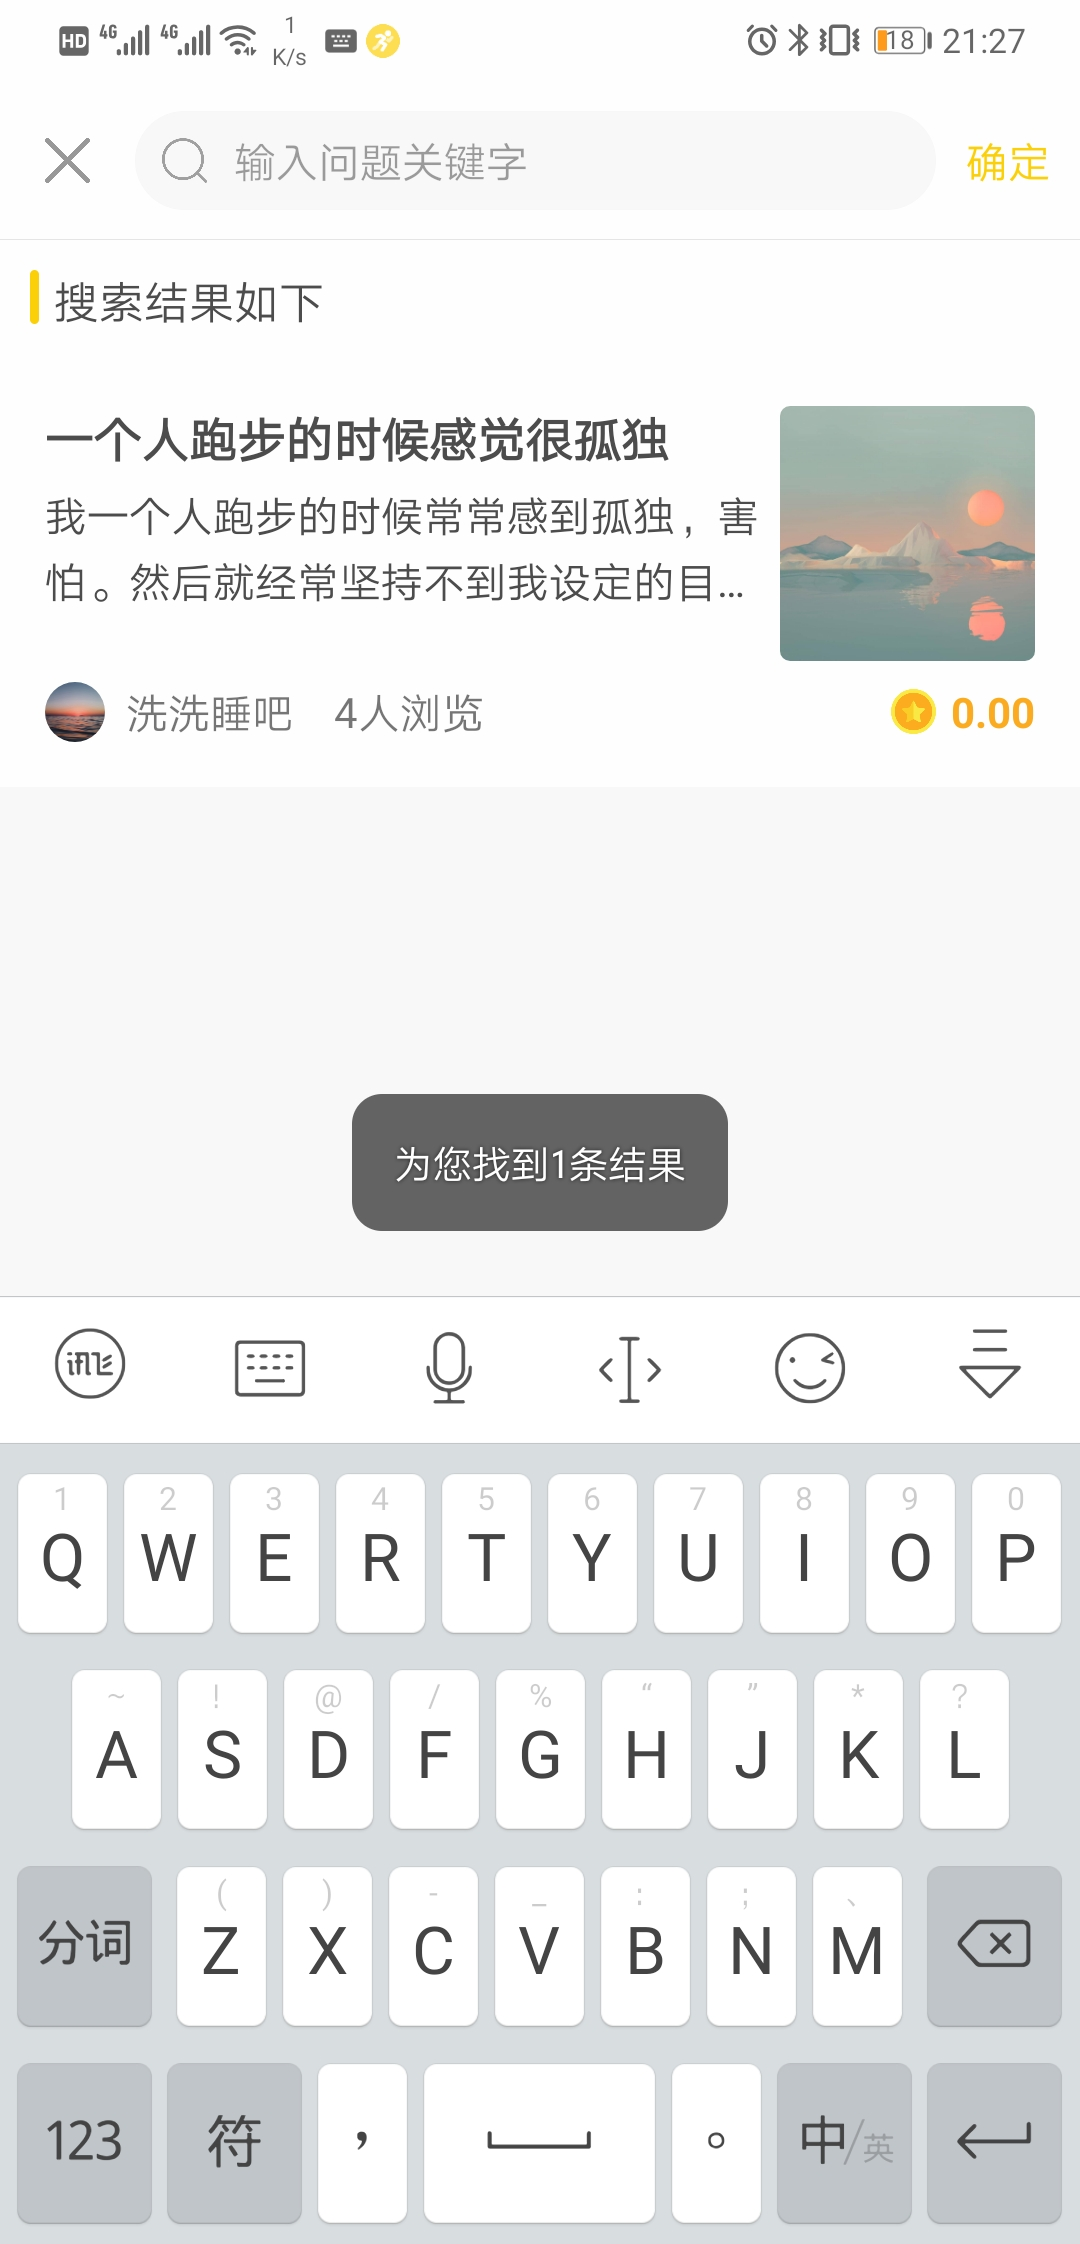 HD 4G 4G 1 K/s 18 21:27
输入问题关键字 确定
搜索结果如下
一个人跑步的时候感觉很孤独
我一个人跑步的时候常常感到孤独，害
怕。然后就经常坚持不到我设定的目...
洗洗睡吧 4人浏览 0.00
为您找到1条结果
讯飞
1 2 3 4 5 6 7 8 9 0
Q W E R T Y U I O P
~ ! @ / % “ ” * ?
A S D F G H J K L
( ) - _ : ; 、
分词 Z X C V B N M
123 符 ， 。 中/英